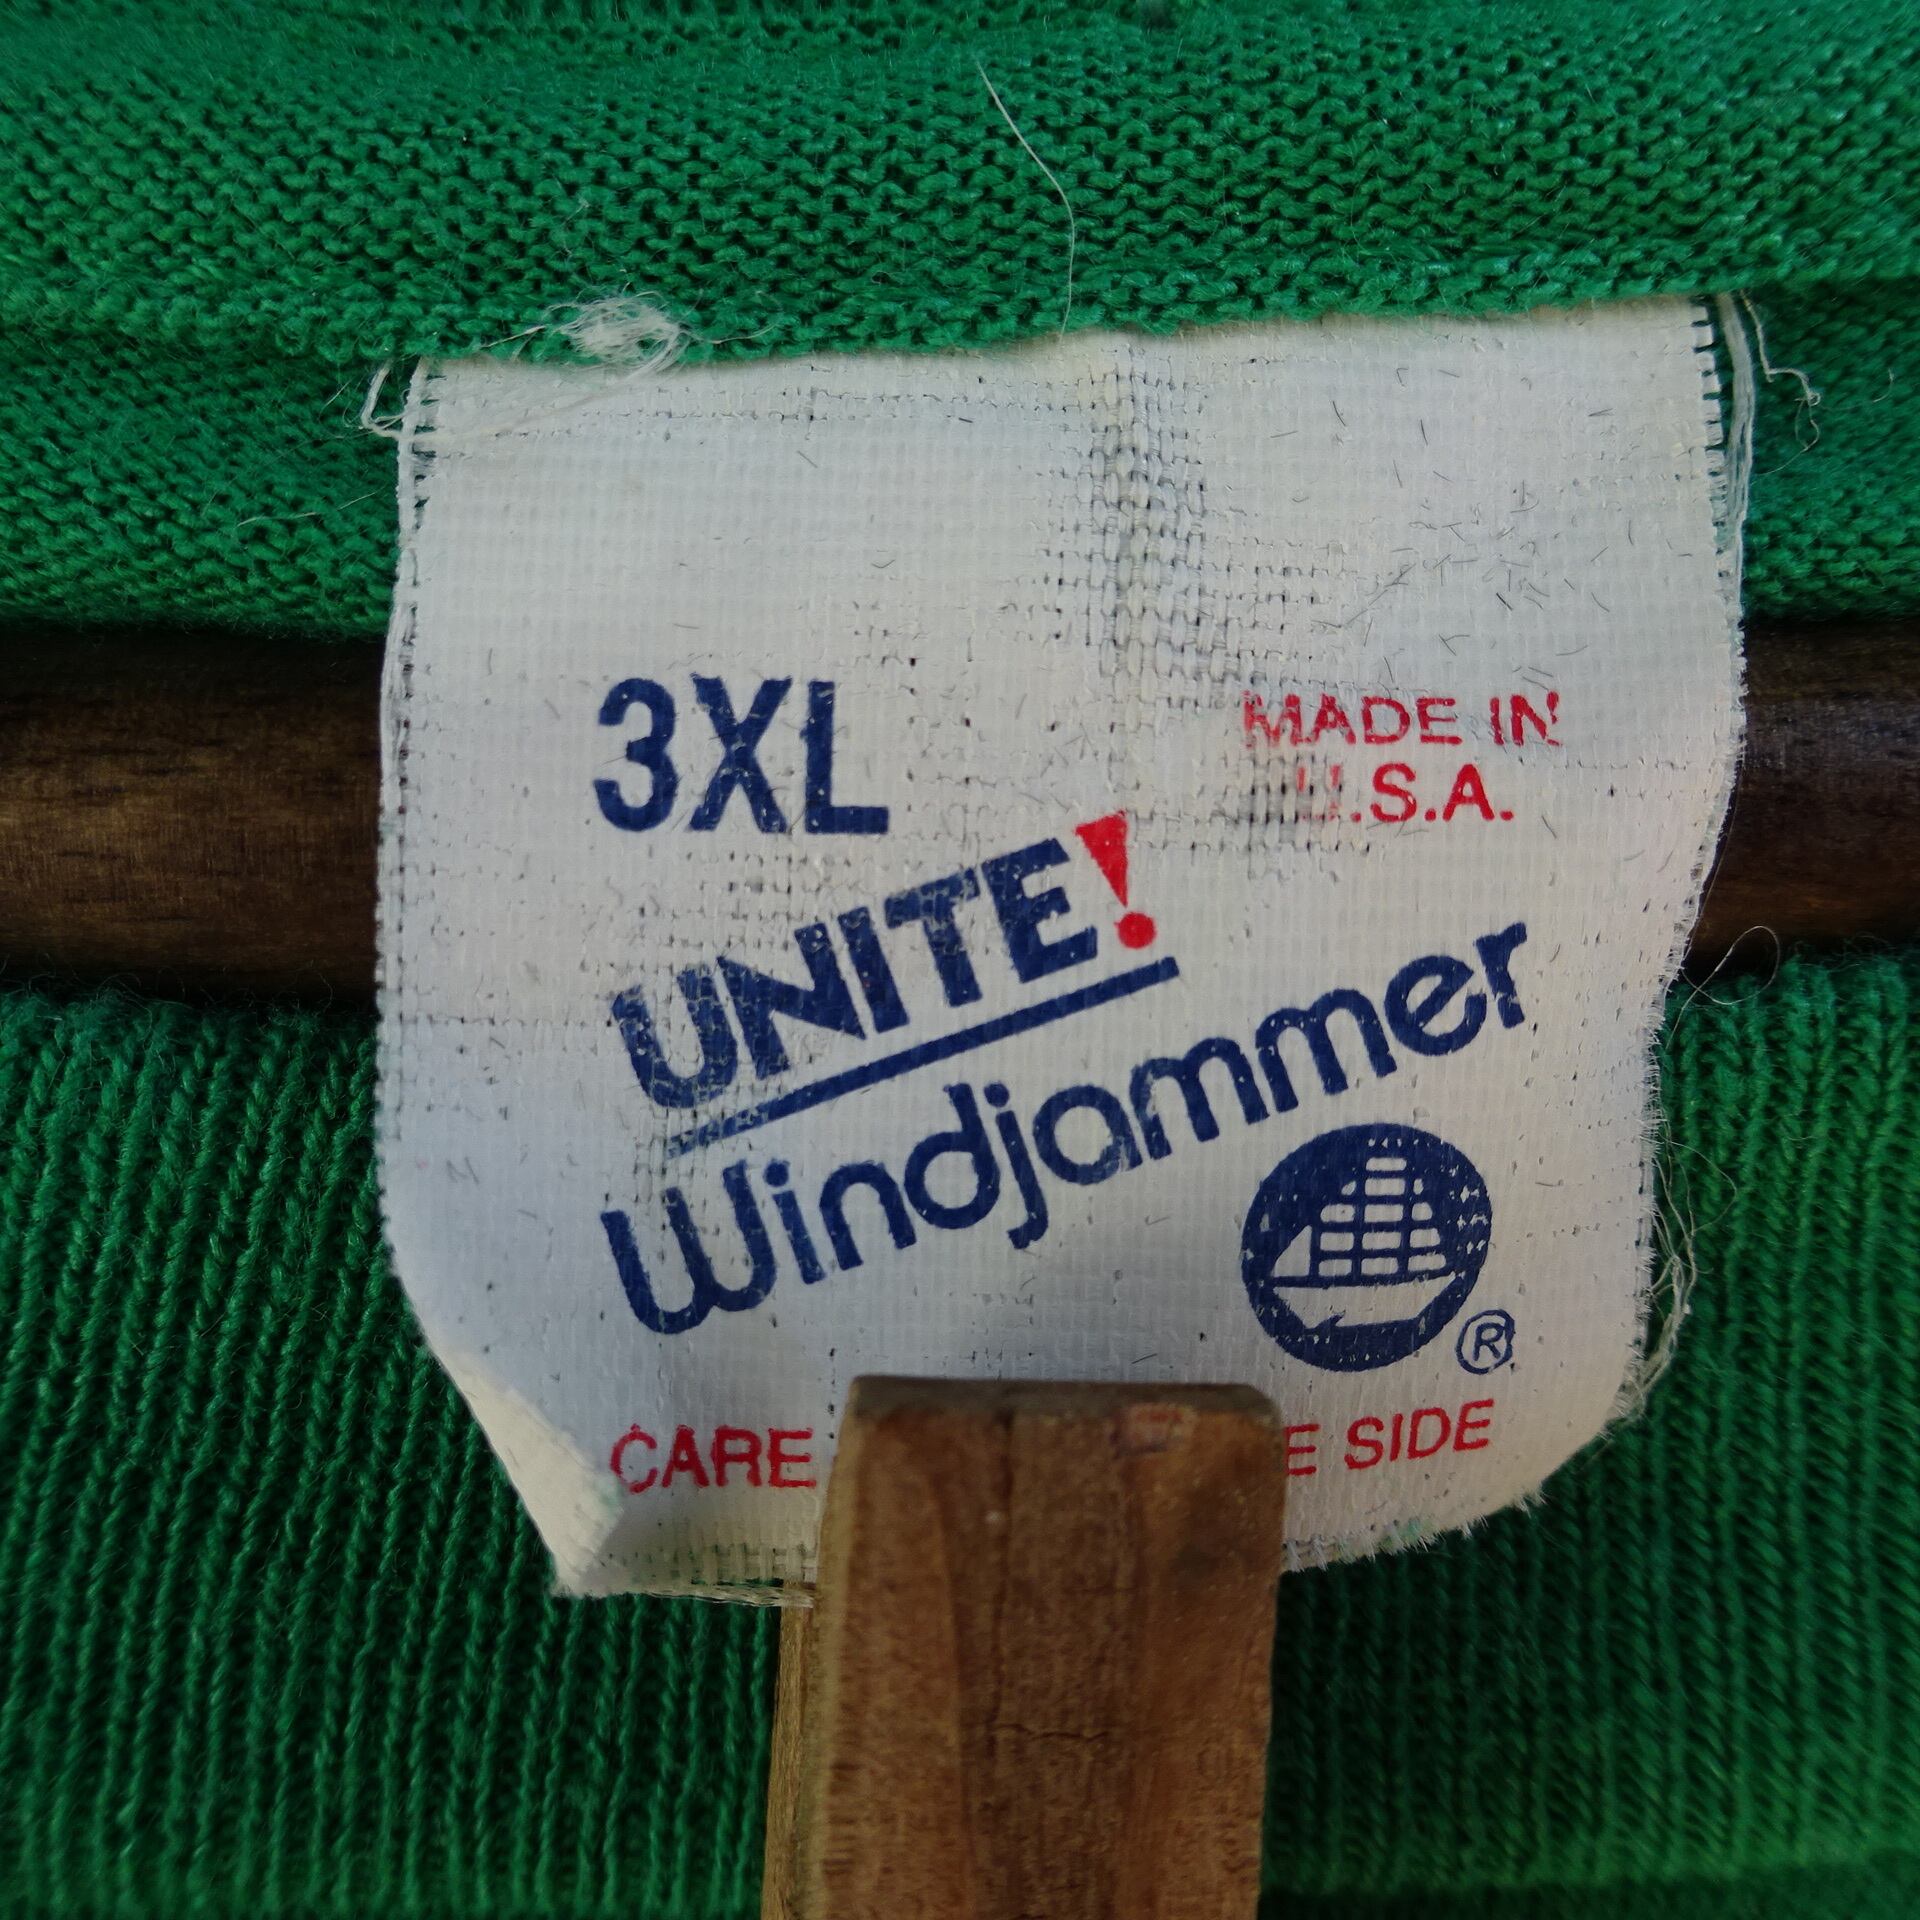 3XL
MADE IN
U.S.A.
UNITE!
Windjammer
®
CARE E SIDE